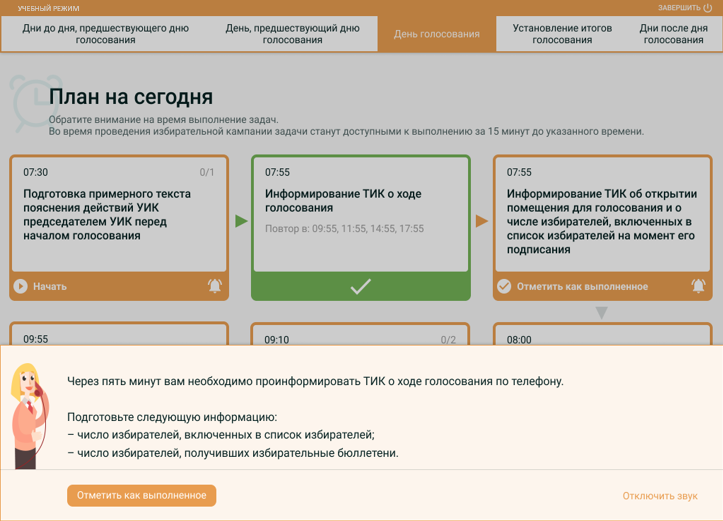 УЧЕБНЫЙ РЕЖИМ
ЗАВЕРШИТЬ
Дни до дня, предшествующего дню
голосования
День, предшествующий дню
голосования
День голосования
Установление итогов
голосования
Дни после дня
голосования
План на сегодня
Обратите внимание на время выполнение задач.
Во время проведения избирательной кампании задачи станут доступными к выполнению за 15 минут до указанного времени.
07:30
0/1
Подготовка примерного текста
пояснения действий УИК
председателем УИК перед
началом голосования
Начать
07:55
Информирование ТИК о ходе
голосования
Повтор в: 09:55, 11:55, 14:55, 17:55
07:55
Информирование ТИК об открытии
помещения для голосования и о
числе избирателей, включенных в
список избирателей на момент его
подписания
Отметить как выполненное
09:55
09:10
0/2
08:00
Через пять минут вам необходимо проинформировать ТИК о ходе голосования по телефону.
Подготовьте следующую информацию:
– число избирателей, включенных в список избирателей;
– число избирателей, получивших избирательные бюллетени.
Отметить как выполненное
Отключить звук